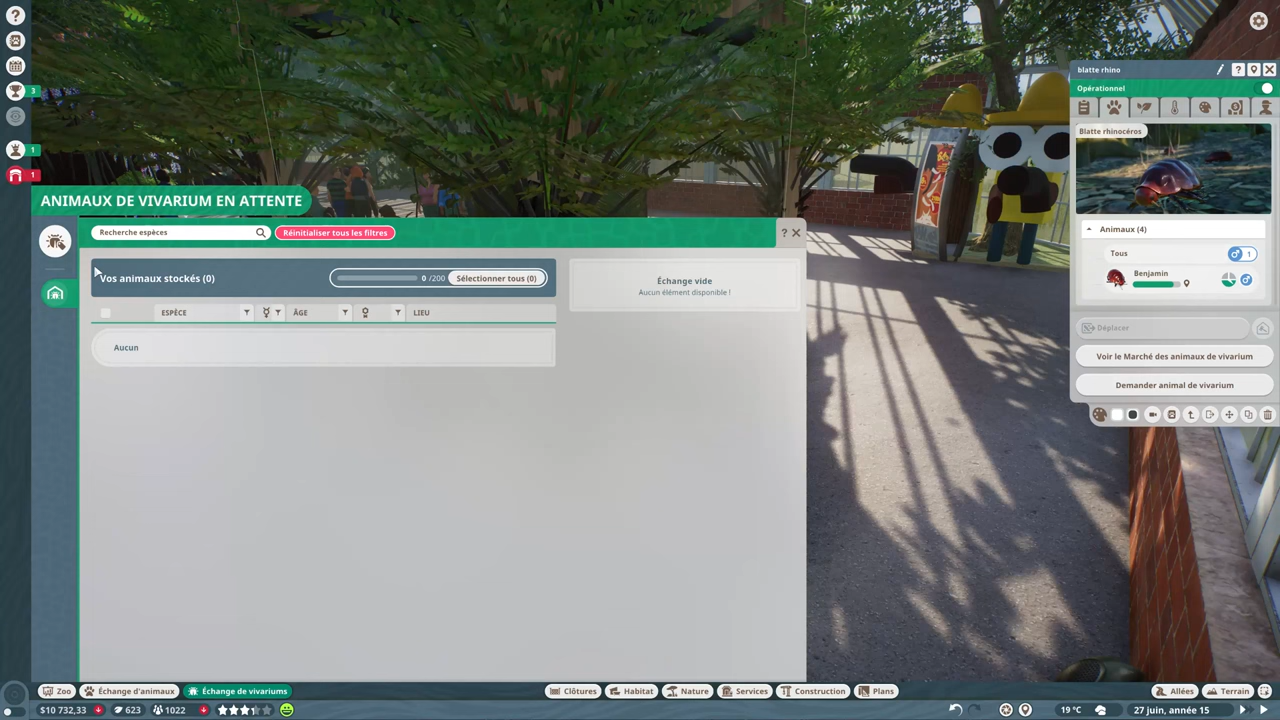 3
1
1
ANIMAUX DE VIVARIUM EN ATTENTE
Recherche espèces
Réinitialiser tous les filtres
?
Vos animaux stockés (0)
0 /200
Sélectionner tous (0)
ESPÈCE
ÂGE
LIEU
Aucun
Échange vide
Aucun élément disponible !
blatte rhino
?
Opérationnel
Blatte rhinocéros
Animaux (4)
Tous
1
Benjamin
Déplacer
Voir le Marché des animaux de vivarium
Demander animal de vivarium
Zoo
Échange d'animaux
Échange de vivariums
Clôtures
Habitat
Nature
Services
Construction
Plans
Allées
Terrain
$10 732,33
623
1022
19 °C
27 juin, année 15